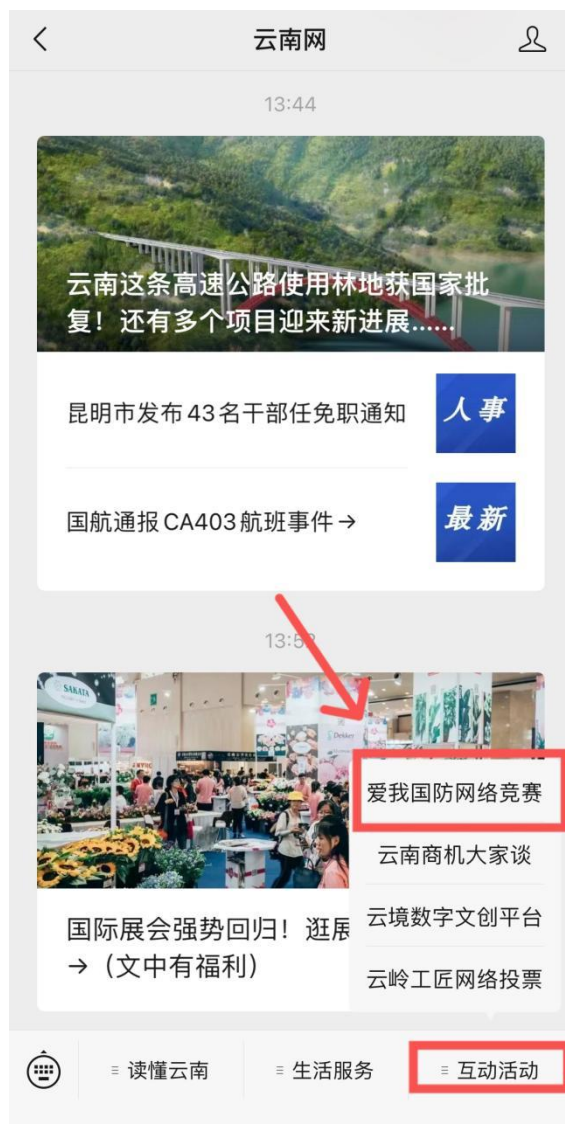 云南网
13:44
云南这条高速公路使用林地获国家批
复！还有多个项目迎来新进展......
昆明市发布43名干部任免职通知
人事
国航通报CA403航班事件→
最新
SAKATA
Dekker
爱我国防网络竞赛
云南商机大家谈
国际展会强势回归！逛展
云境数字文创平台
→（文中有福利）
云岭工匠网络投票
读懂云南
生活服务
互动活动